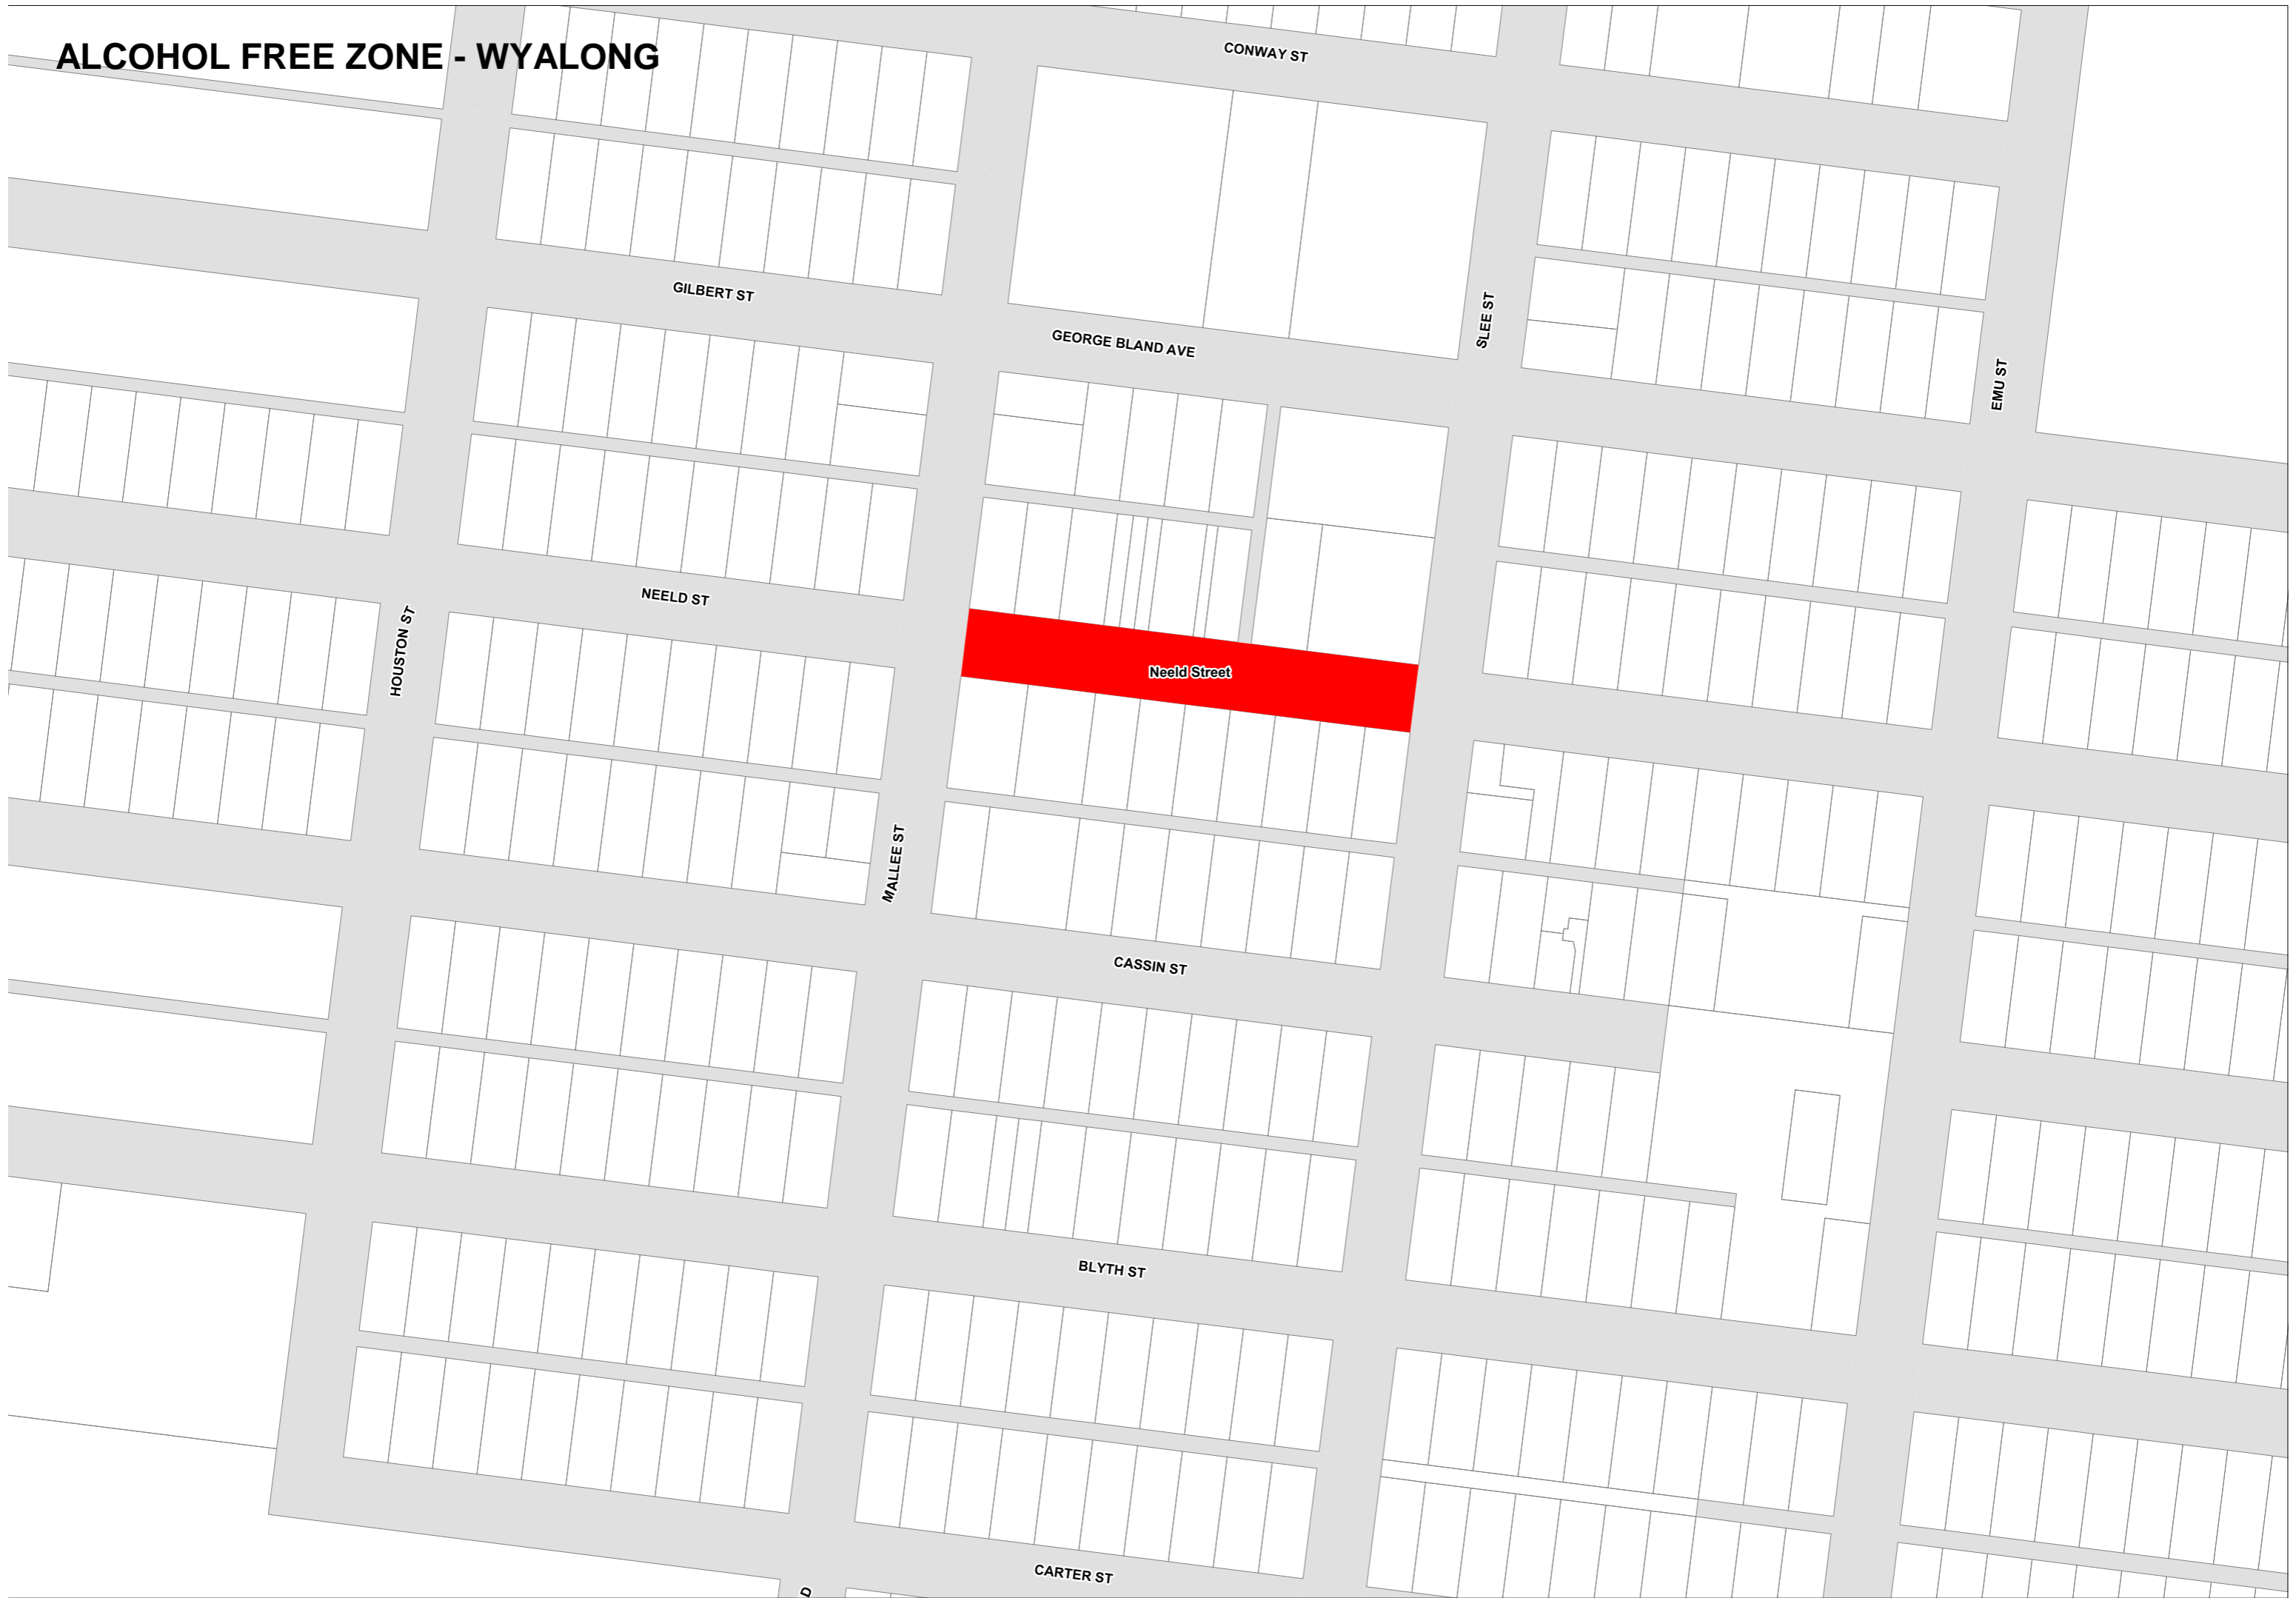 ALCOHOL FREE ZONE - WYALONG
CONWAY ST
GILBERT ST
GEORGE BLAND AVE
SLEE ST
EMU ST
NEELD ST
HOUSTON ST
Neeld Street
MALLEE ST
CASSIN ST
BLYTH ST
CARTER ST
D